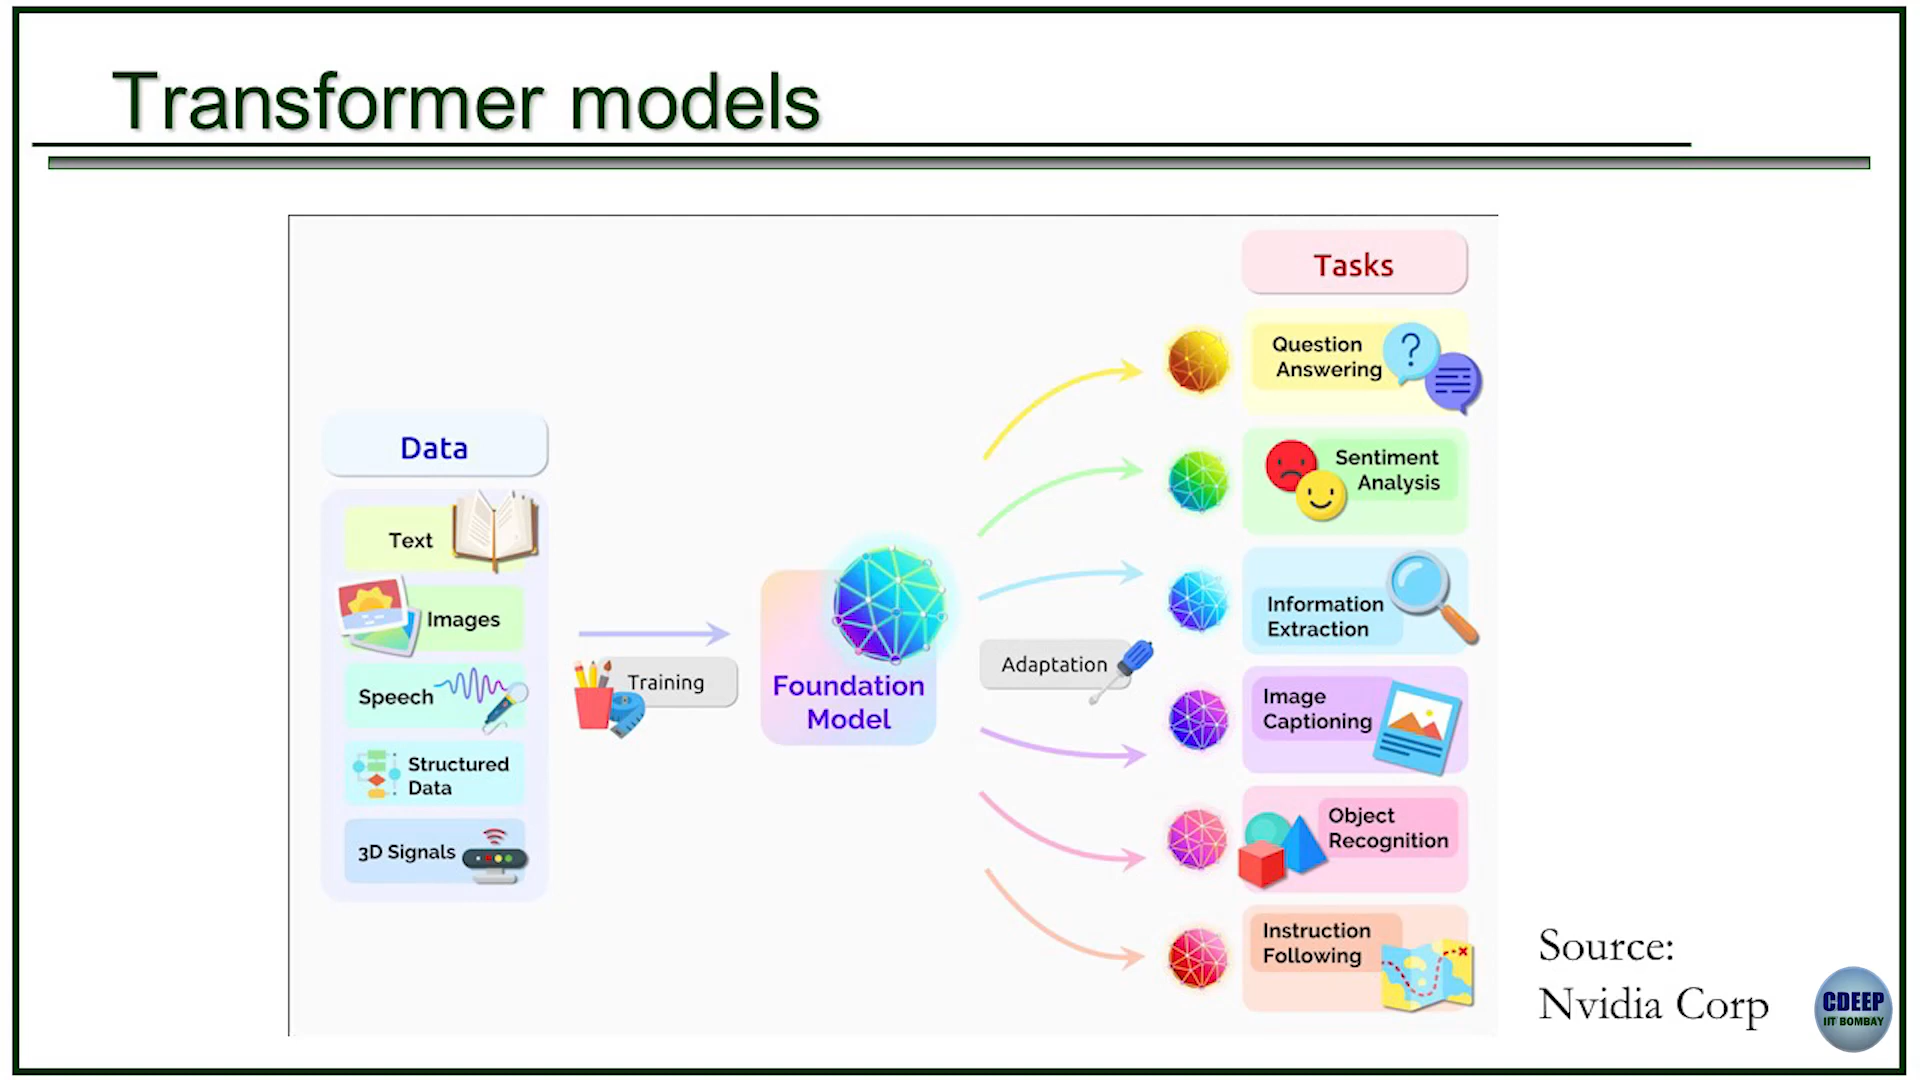 Transformer models
Data
Text
Images
Speech
Structured
Data
3D Signals
Training
Foundation
Model
Adaptation
Tasks
Question
Answering
?
Sentiment
Analysis
Information
Extraction
Image
Captioning
Object
Recognition
Instruction
Following
Source:
Nvidia Corp
CDEEP
IIT BOMBAY